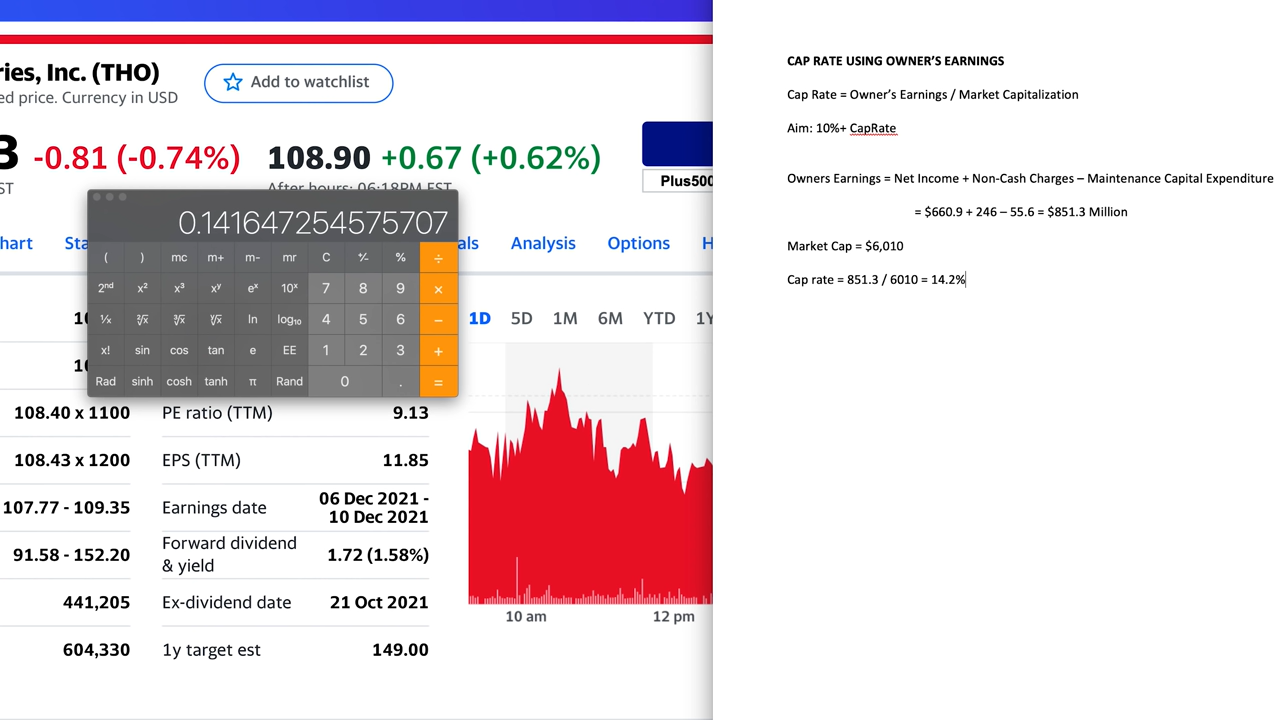 ries, Inc. (THO)
Add to watchlist
ed price. Currency in USD
-0.81 (-0.74%) 108.90 +0.67 (+0.62%)
ST
After hours: 06:18PM EST
Plus500
hart Sta als Analysis Options H
0.141647254575707
( ) mc m+ m- mr C +/- % ÷
2nd x² x³ xʸ eˣ 10ˣ 7 8 9 ×
¹/x ²√x ³√x ʸ√x ln log₁₀ 4 5 6 −
x! sin cos tan e EE 1 2 3 +
Rad sinh cosh tanh π Rand 0 . =
1D 5D 1M 6M YTD 1Y
108.40 x 1100 PE ratio (TTM) 9.13
108.43 x 1200 EPS (TTM) 11.85
107.77 - 109.35 Earnings date 06 Dec 2021 -
10 Dec 2021
91.58 - 152.20 Forward dividend
& yield 1.72 (1.58%)
441,205 Ex-dividend date 21 Oct 2021
604,330 1y target est 149.00
10 am 12 pm
CAP RATE USING OWNER’S EARNINGS
Cap Rate = Owner’s Earnings / Market Capitalization
Aim: 10%+ CapRate
Owners Earnings = Net Income + Non-Cash Charges – Maintenance Capital Expenditure
= $660.9 + 246 – 55.6 = $851.3 Million
Market Cap = $6,010
Cap rate = 851.3 / 6010 = 14.2%